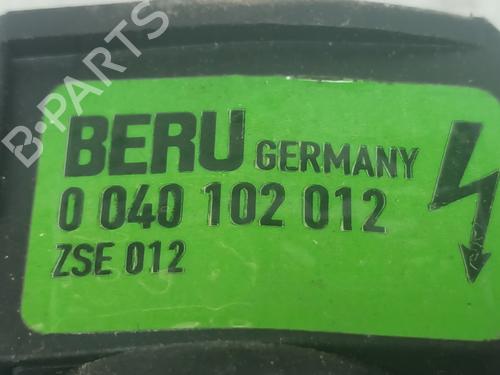 B-PARTS
BERU GERMANY
0 040 102 012
ZSE 012